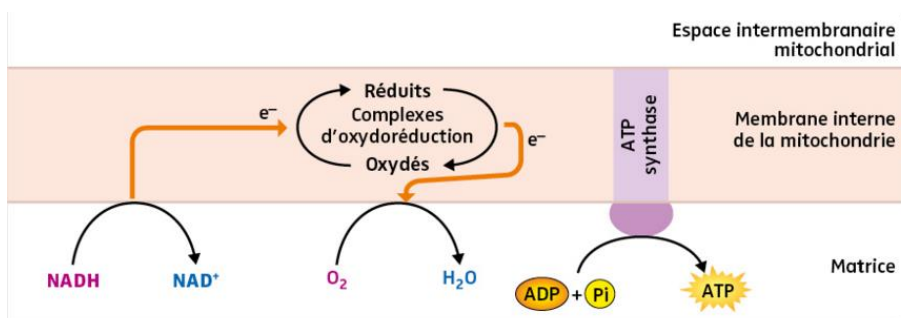 Espace intermembranaire
mitochondrial
Réduits
Complexes
d'oxydoréduction
Oxydés
e–
e–
ATP
synthase
Membrane interne
de la mitochondrie
NADH
NAD+
O2
H2O
ADP + Pi
ATP
Matrice